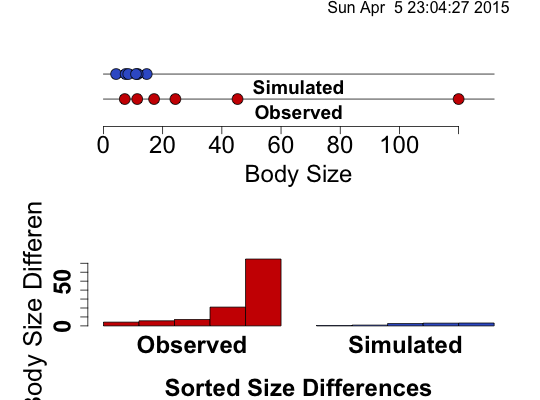 Sun Apr 5 23:04:27 2015
Simulated
Observed
0 20 40 60 80 100
Body Size
Body Size Differen
0 50
Observed Simulated
Sorted Size Differences